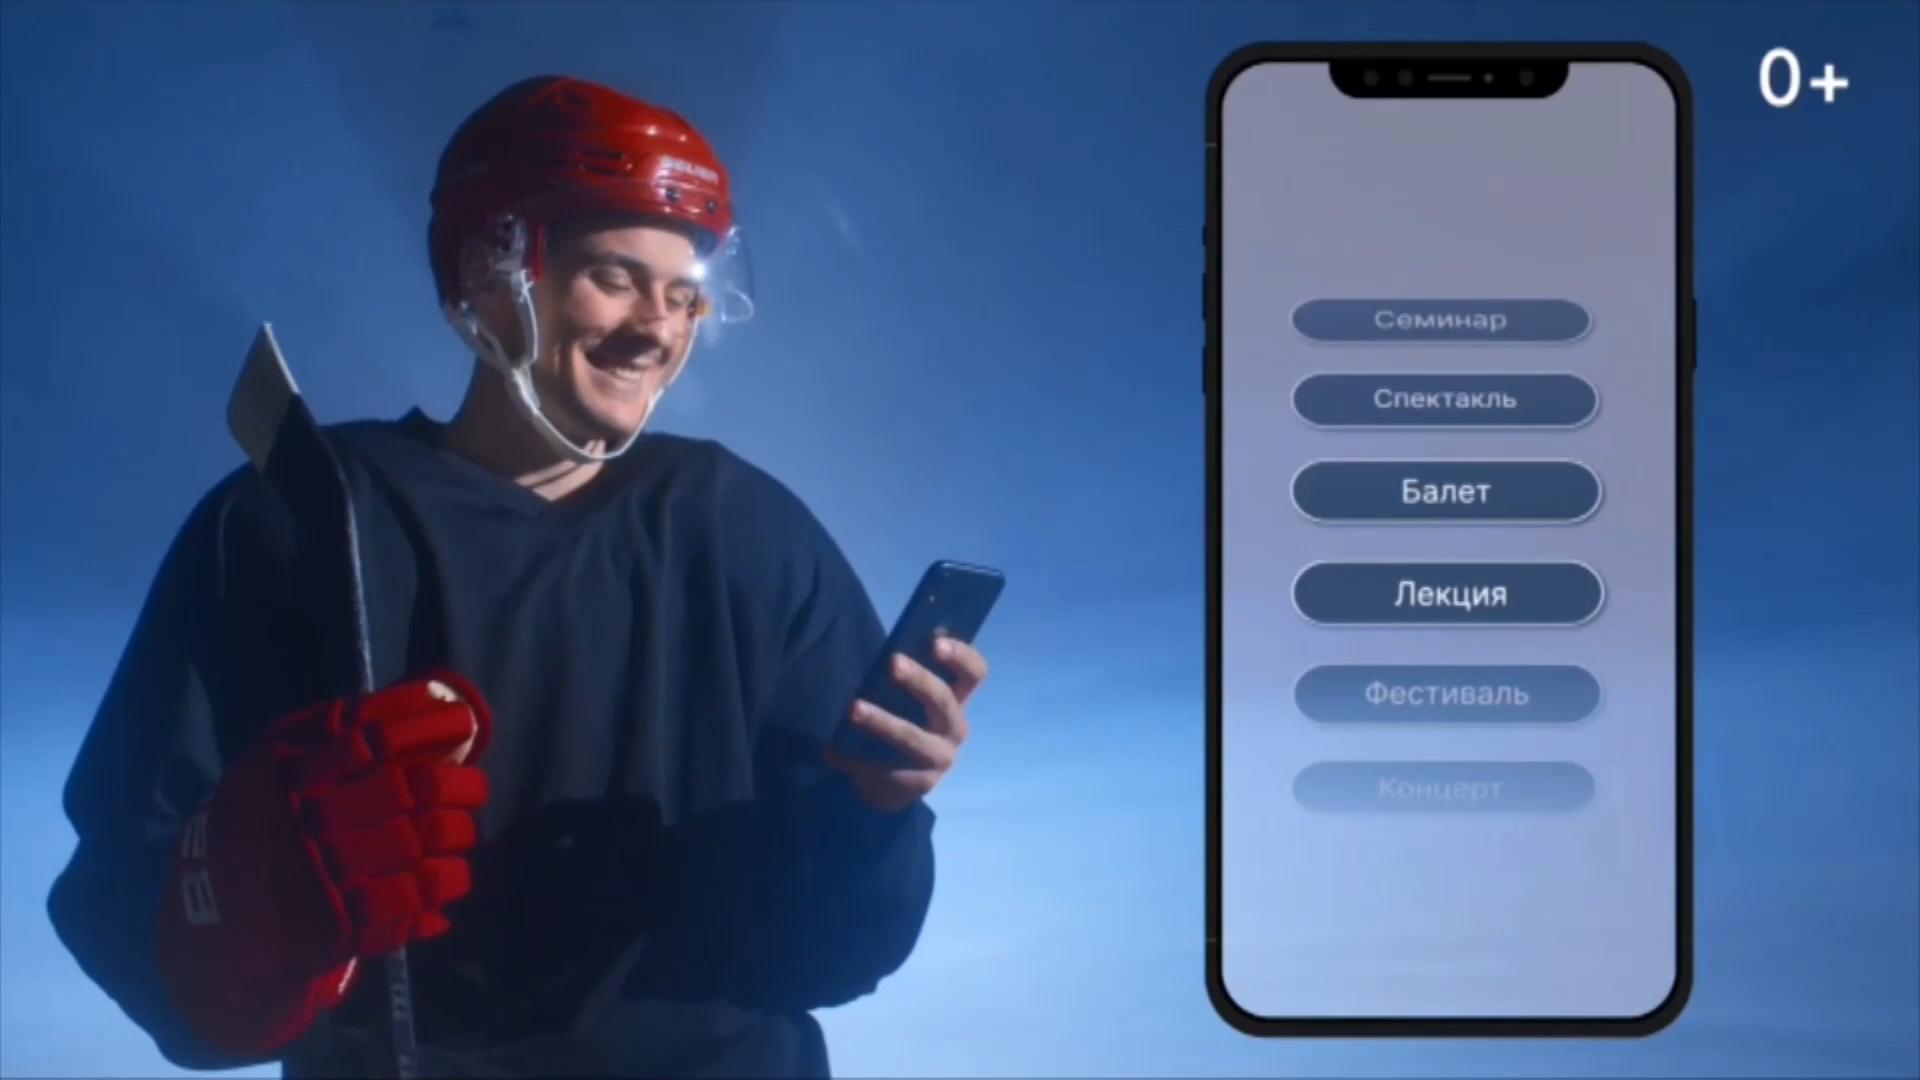 0+
Семинар
Спектакль
Балет
Лекция
Фестиваль
Концерт